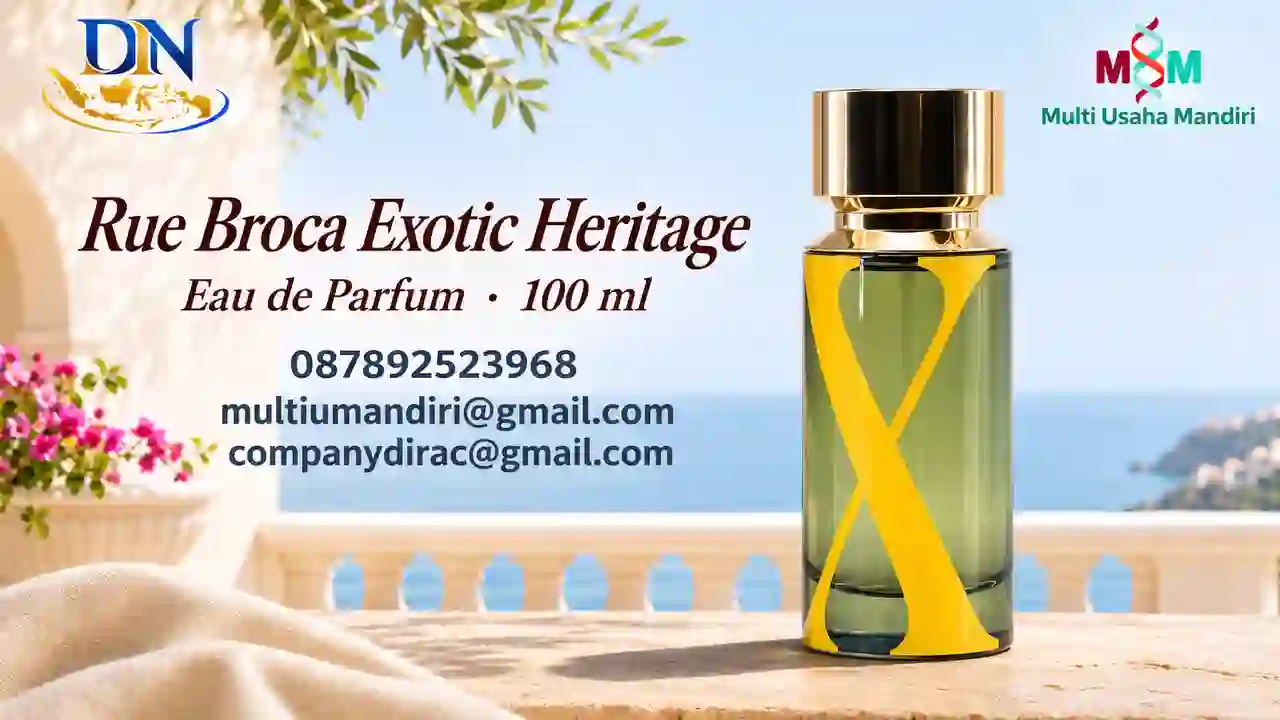 DN
MSM
Multi Usaha Mandiri
Rue Broca Exotic Heritage
Eau de Parfum · 100 ml
087892523968
multiumandiri@gmail.com
companydirac@gmail.com
X